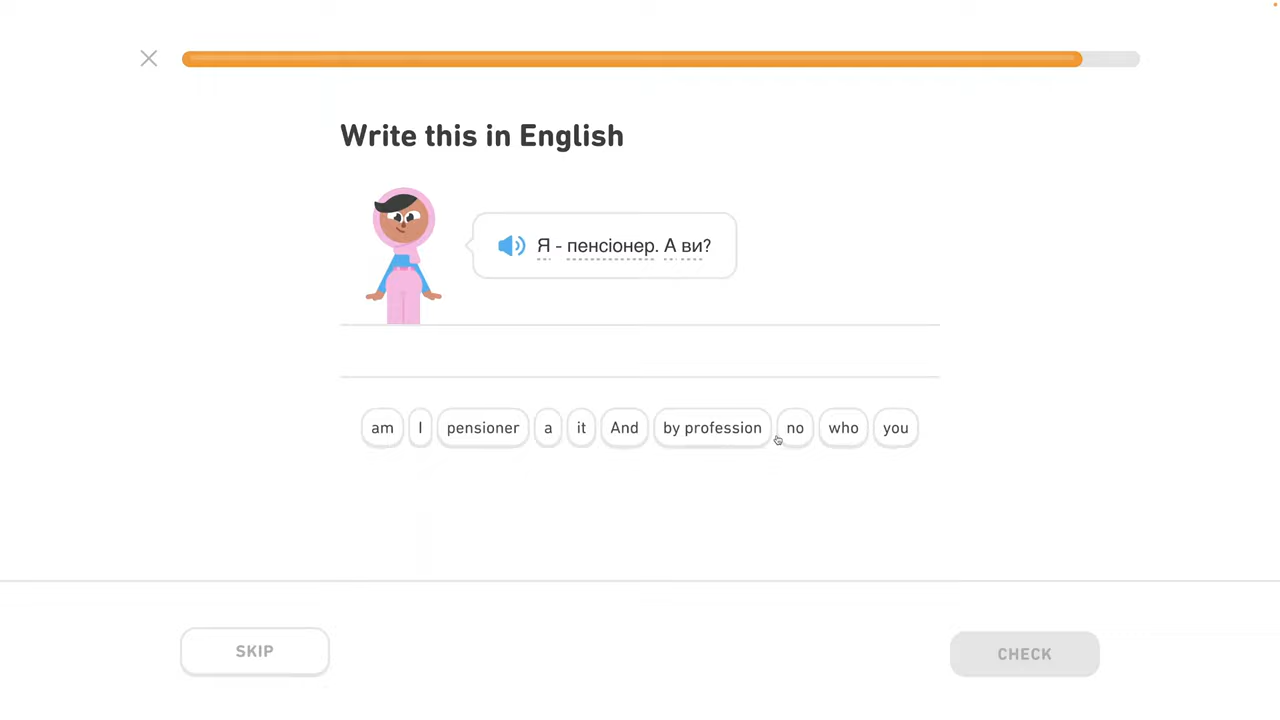 Write this in English
Я - пенсіонер. А ви?
am I pensioner a it And by profession no who you
SKIP
CHECK